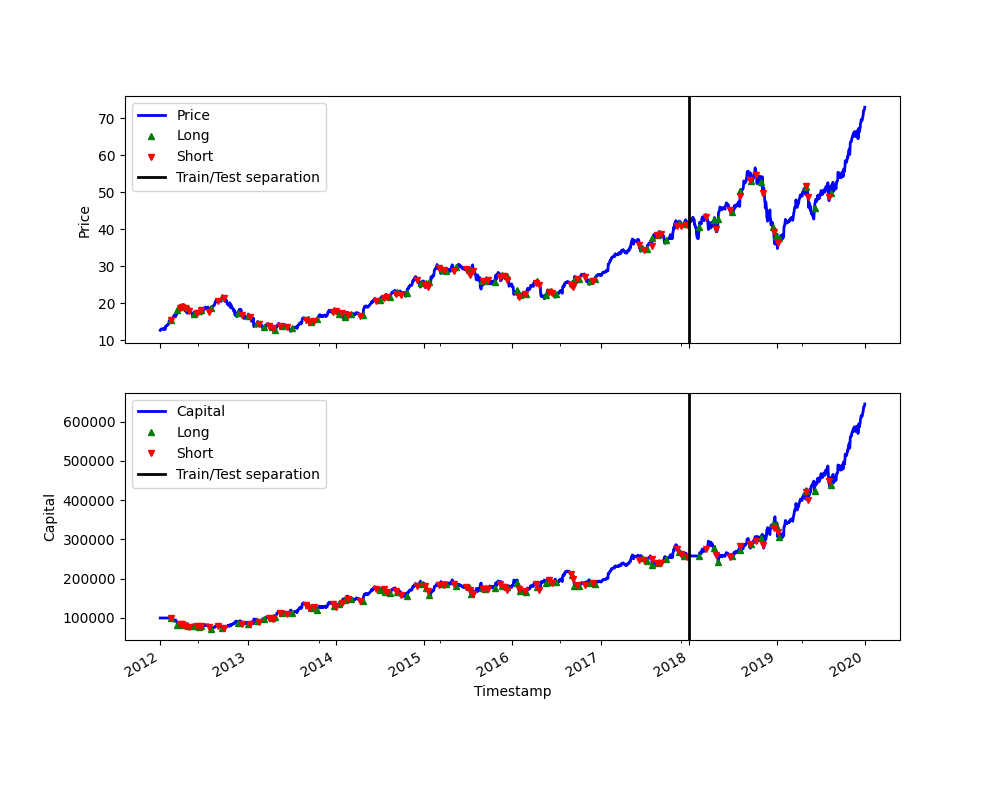 Price
Long
Short
Train/Test separation
70
60
50
40
30
20
10
Price
Capital
Long
Short
Train/Test separation
600000
500000
400000
300000
200000
100000
Capital
2012
2013
2014
2015
2016
2017
2018
2019
2020
Timestamp